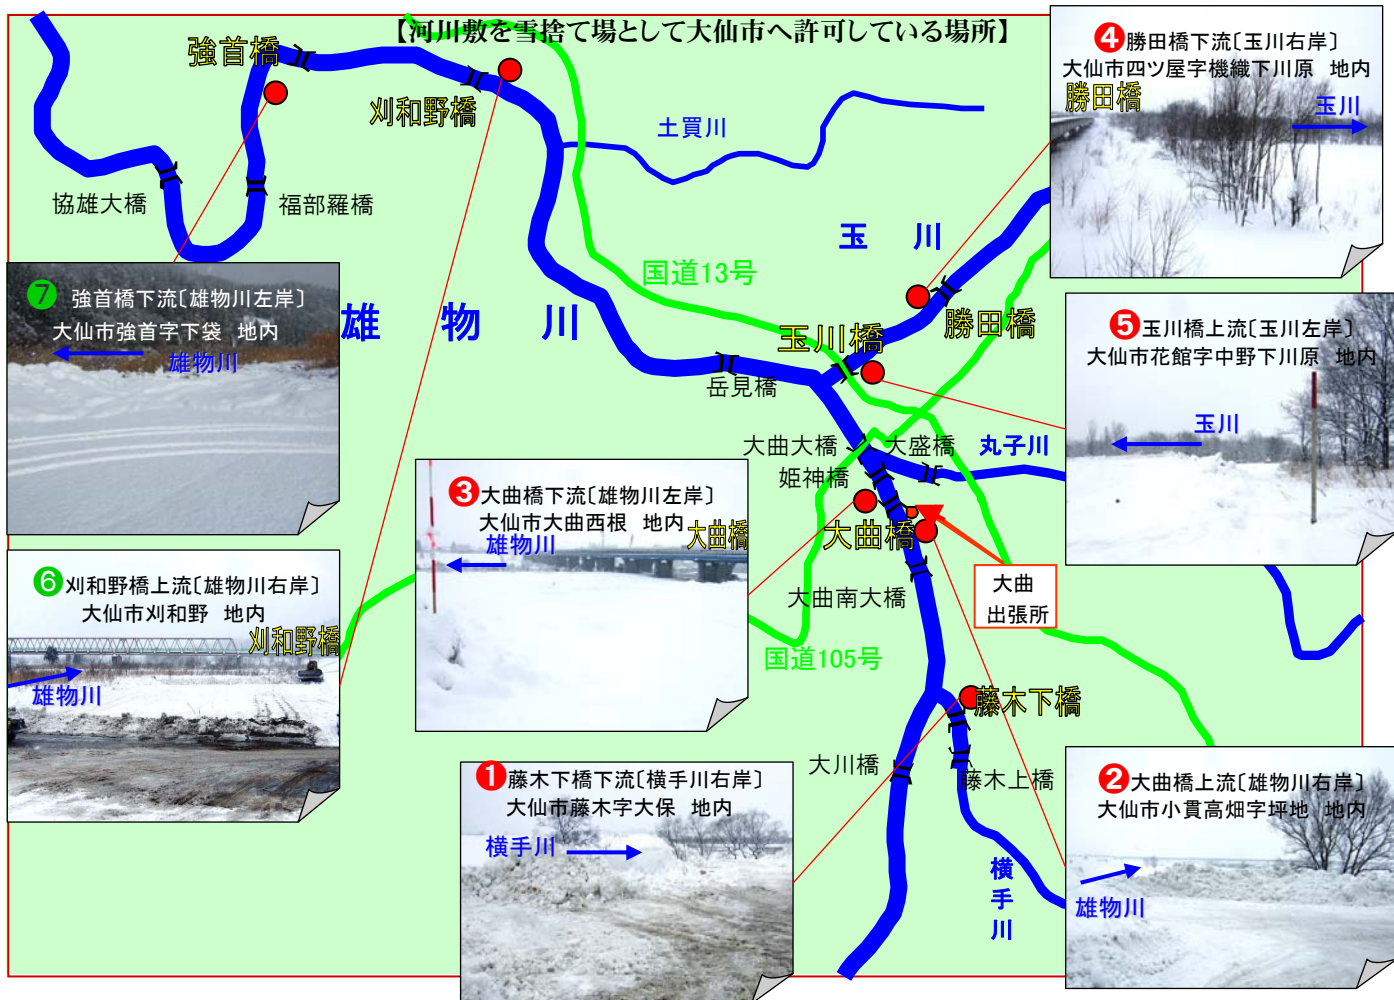 【河川敷を雪捨て場として大仙市へ許可している場所】
強首橋
刈和野橋
土買川
協雄大橋
福部羅橋
玉 川
国道13号
雄 物 川
勝田橋
玉川橋
岳見橋
大曲大橋
大盛橋
丸子川
姫神橋
大曲橋
大曲南大橋
大曲
出張所
国道105号
藤木下橋
大川橋
藤木上橋
横手川
❹勝田橋下流〔玉川右岸〕
大仙市四ツ屋字機織下川原 地内
勝田橋
玉川
❺玉川橋上流〔玉川左岸〕
大仙市花館字中野下川原 地内
玉川
❼ 強首橋下流〔雄物川左岸〕
大仙市強首字下袋 地内
雄物川
❸大曲橋下流〔雄物川左岸〕
大仙市大曲西根 地内
雄物川
大曲橋
❻刈和野橋上流〔雄物川右岸〕
大仙市刈和野 地内
刈和野橋
雄物川
❶藤木下橋下流〔横手川右岸〕
大仙市藤木字大保 地内
横手川
❷大曲橋上流〔雄物川右岸〕
大仙市小貫高畑字坪地 地内
雄物川